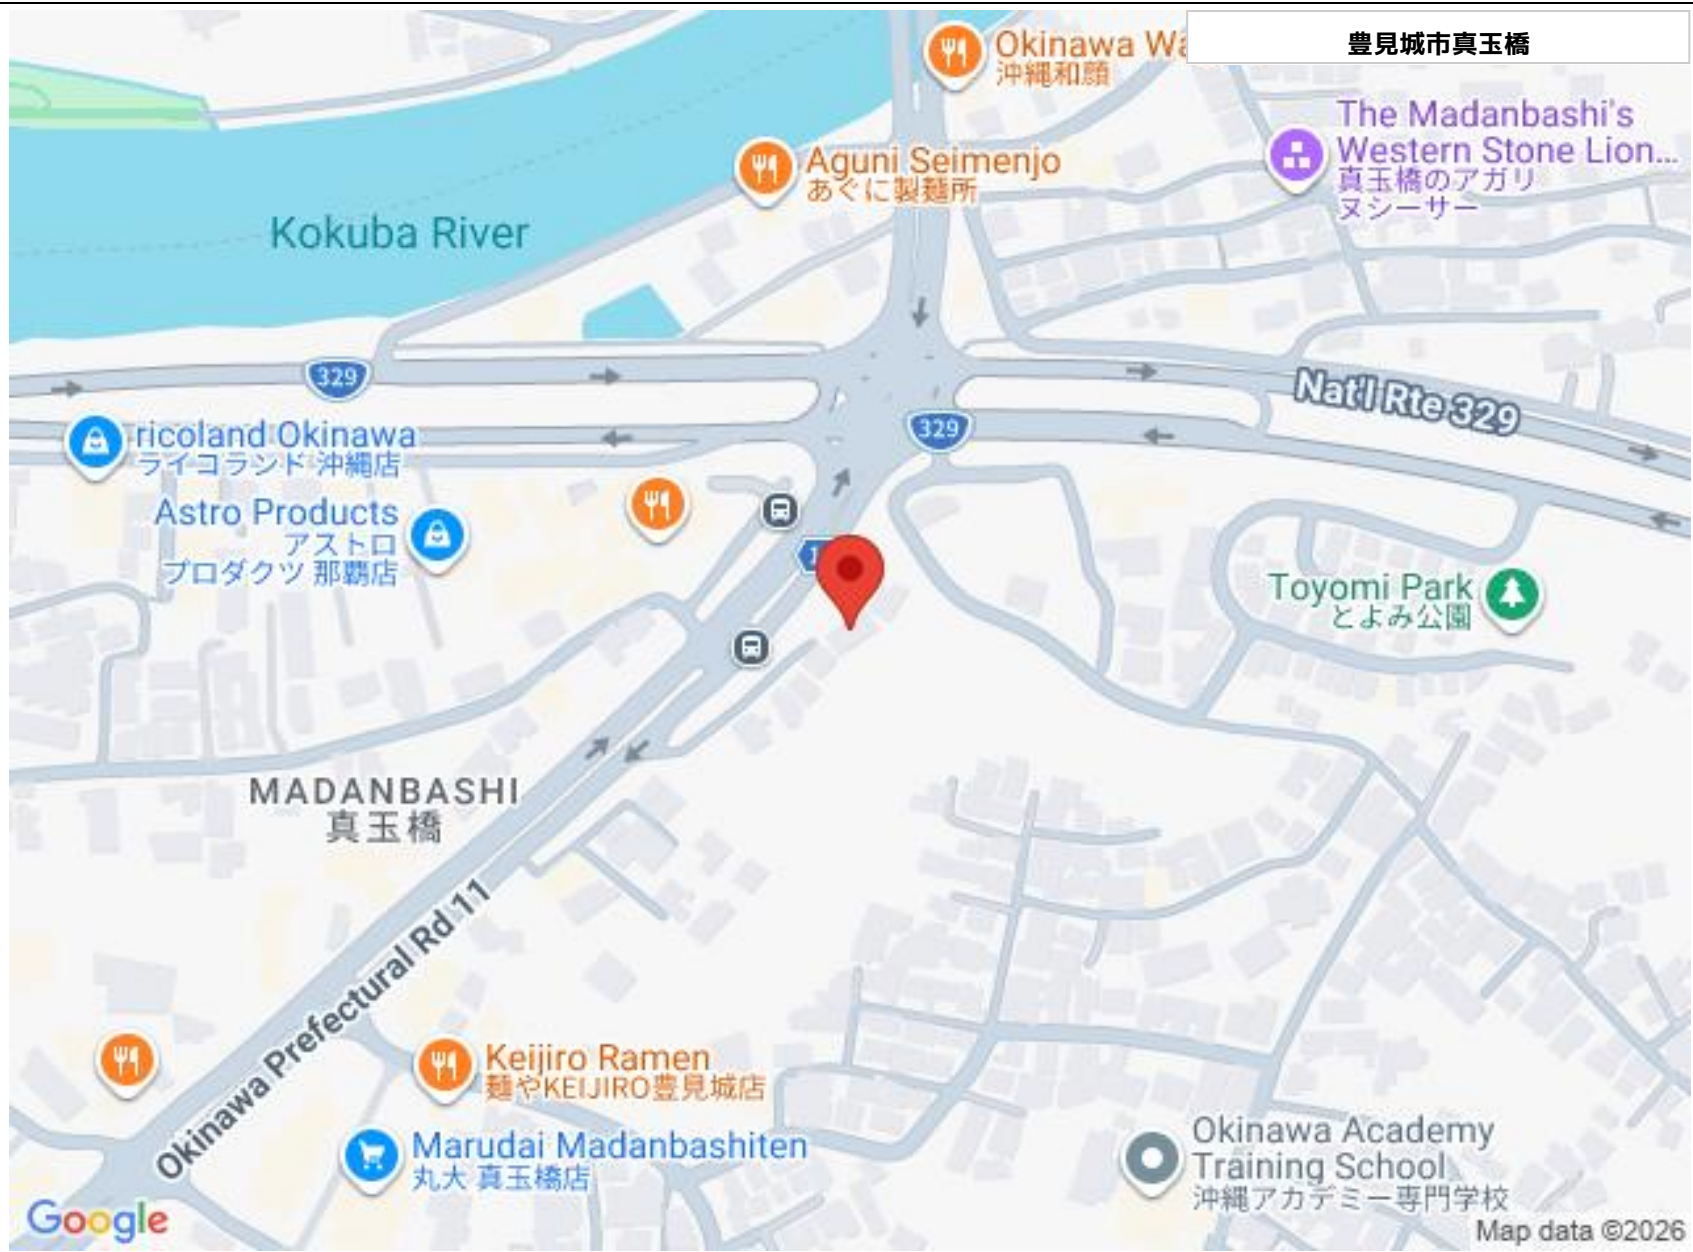 豊見城市真玉橋
Okinawa Wa
沖縄和顔
The Madanbashi's
Western Stone Lion...
真玉橋のアガリ
ヌシーサー
Aguni Seimenjo
あぐに製麺所
Kokuba River
329
Nat'l Rte 329
329
ricoland Okinawa
ライコランド 沖縄店
Astro Products
アストロ
プロダクツ 那覇店
1
Toyomi Park
とよみ公園
MADANBASHI
真玉橋
Okinawa Prefectural Rd 11
Keijiro Ramen
麺やKEIJIRO豊見城店
Marudai Madanbashiten
丸大 真玉橋店
Okinawa Academy
Training School
沖縄アカデミー専門学校
Google
Map data ©2026